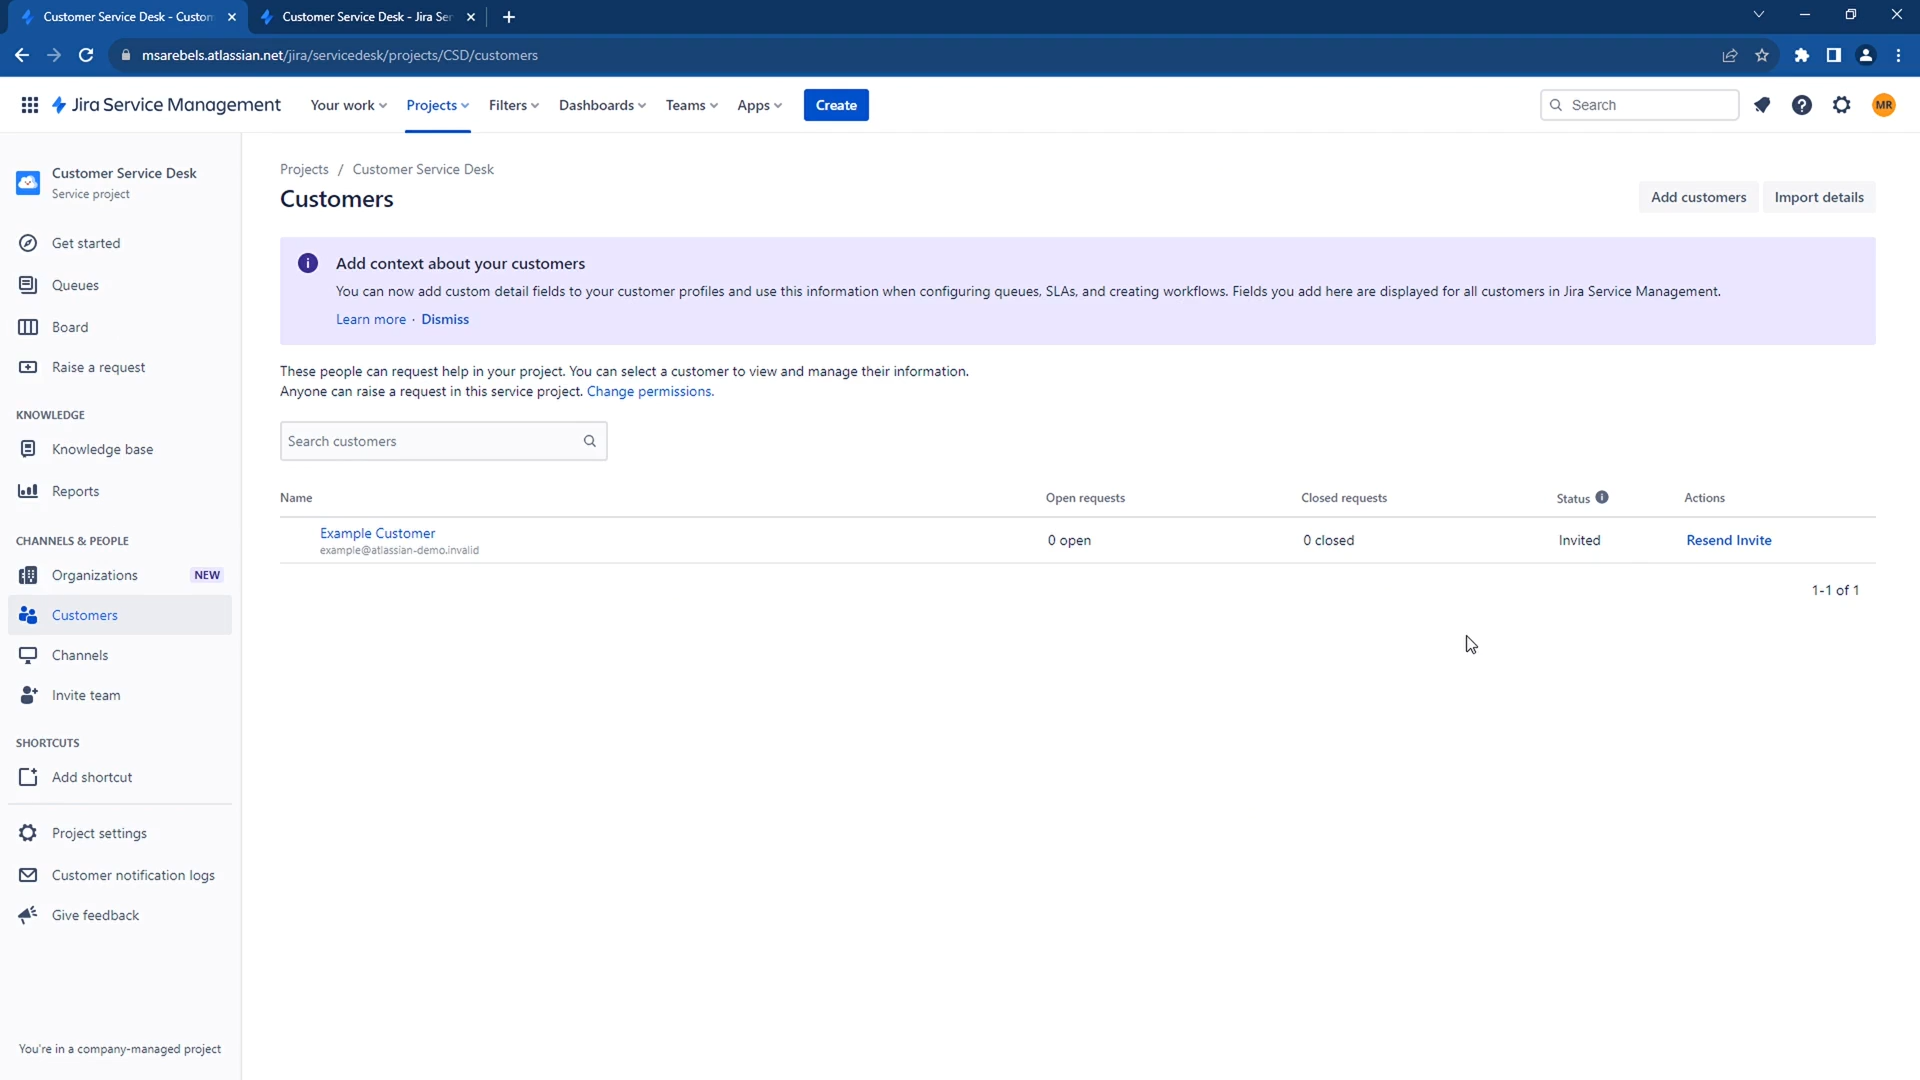 Customer Service Desk - Custom
Customer Service Desk - Jira Ser
msarebels.atlassian.net/jira/servicedesk/projects/CSD/customers
Jira Service Management
Your work
Projects
Filters
Dashboards
Teams
Apps
Create
Search
MR
Customer Service Desk
Service project
Get started
Queues
Board
Raise a request
KNOWLEDGE
Knowledge base
Reports
CHANNELS & PEOPLE
Organizations NEW
Customers
Channels
Invite team
SHORTCUTS
Add shortcut
Project settings
Customer notification logs
Give feedback
You're in a company-managed project
Projects / Customer Service Desk
Customers
Add customers
Import details
Add context about your customers
You can now add custom detail fields to your customer profiles and use this information when configuring queues, SLAs, and creating workflows. Fields you add here are displayed for all customers in Jira Service Management.
Learn more · Dismiss
These people can request help in your project. You can select a customer to view and manage their information.
Anyone can raise a request in this service project. Change permissions.
Search customers
Name Open requests Closed requests Status Actions
Example Customer
example@atlassian-demo.invalid
0 open 0 closed Invited Resend Invite
1-1 of 1